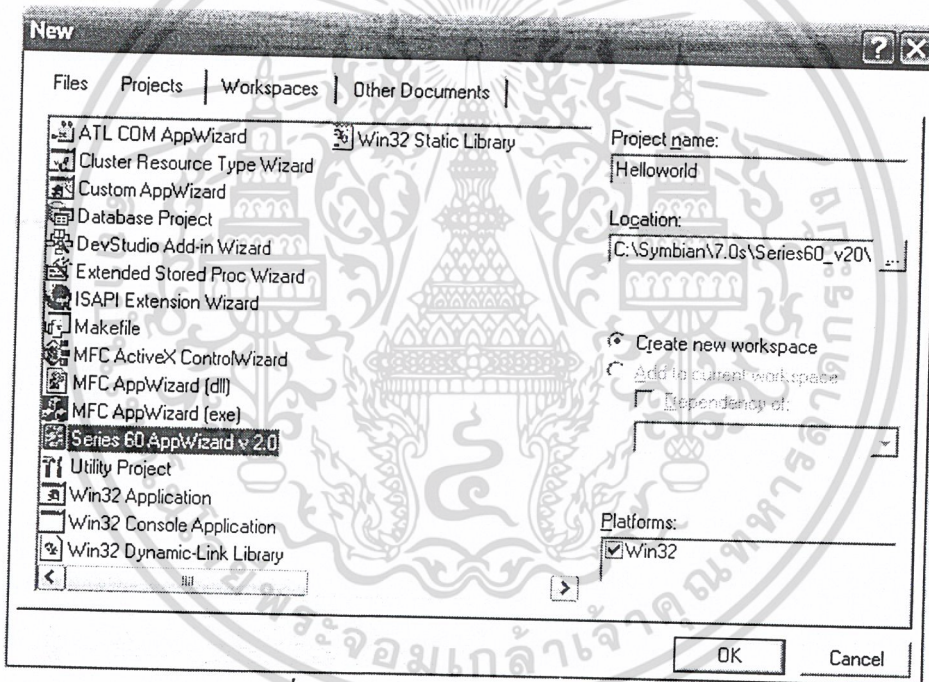 New
Files Projects Workspaces Other Documents
ATL COM AppWizard
Cluster Resource Type Wizard
Custom AppWizard
Database Project
DevStudio Add-in Wizard
Extended Stored Proc Wizard
ISAPI Extension Wizard
Makefile
MFC ActiveX ControlWizard
MFC AppWizard (dll)
MFC AppWizard (exe)
Series 60 AppWizard v 2.0
Utility Project
Win32 Application
Win32 Console Application
Win32 Dynamic-Link Library
Win32 Static Library
Project name:
Helloworld
Location:
C:\Symbian\7.0s\Series60_v20\
...
Create new workspace
Add to current workspace
Dependency of:
Platforms:
Win32
OK Cancel